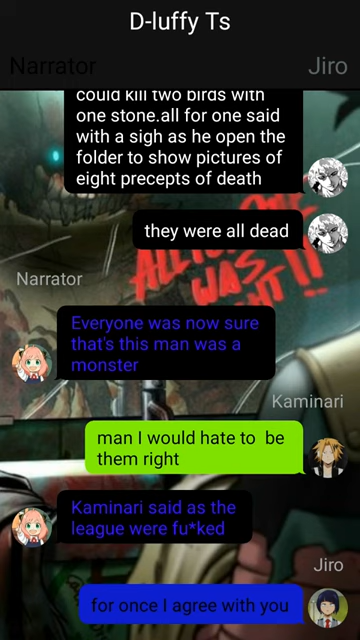 D-luffy Ts
Narrator
Jiro
could kill two birds with
one stone.all for one said
with a sigh as he open the
folder to show pictures of
eight precepts of death
they were all dead
Narrator
Everyone was now sure
that's this man was a
monster
Kaminari
man I would hate to  be
them right
Kaminari said as the
league were fu*ked
Jiro
for once I agree with you